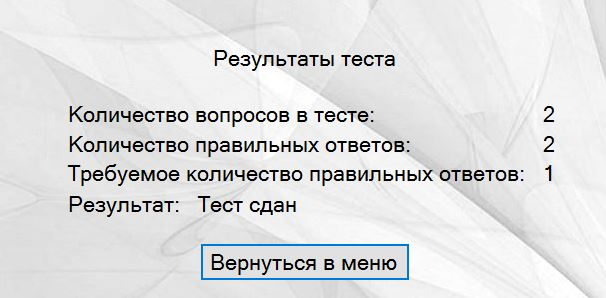 Результаты теста
Количество вопросов в тесте: 2
Количество правильных ответов: 2
Требуемое количество правильных ответов: 1
Результат: Тест сдан
Вернуться в меню